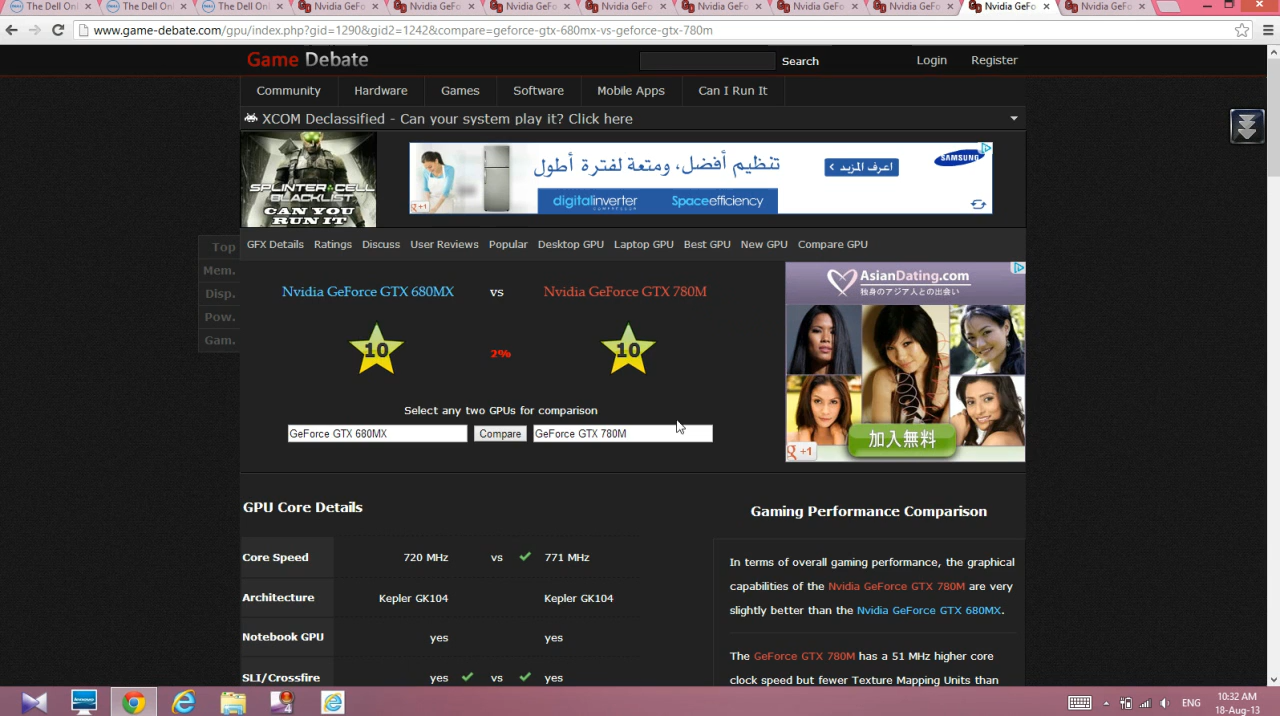 The Dell Onl
The Dell Onl
The Dell Onl
Nvidia GeFo
Nvidia GeFo
Nvidia GeFo
Nvidia GeFo
Nvidia GeFo
Nvidia GeFo
Nvidia GeFo
Nvidia GeFo
Nvidia GeFo
www.game-debate.com/gpu/index.php?gid=1290&gid2=1242&compare=geforce-gtx-680mx-vs-geforce-gtx-780m
Game Debate
Search
Login
Register
Community
Hardware
Games
Software
Mobile Apps
Can I Run It
XCOM Declassified - Can your system play it? Click here
SPLINTER CELL
BLACKLIST
CAN YOU
RUN IT
g +1
تنظيم أفضل، ومتعة لفترة أطول
digitalinverter
COMPRESSOR
Spaceefficiency
اعرف المزيد
SAMSUNG
Top
Mem.
Disp.
Pow.
Gam.
GFX Details
Ratings
Discuss
User Reviews
Popular
Desktop GPU
Laptop GPU
Best GPU
New GPU
Compare GPU
Nvidia GeForce GTX 680MX
vs
Nvidia GeForce GTX 780M
10
2%
10
Select any two GPUs for comparison
GeForce GTX 680MX
Compare
GeForce GTX 780M
AsianDating.com
独身のアジア人との出会い
加入無料
g +1
GPU Core Details
Core Speed
720 MHz
vs
771 MHz
Architecture
Kepler GK104
Kepler GK104
Notebook GPU
yes
yes
SLI/Crossfire
yes
vs
yes
Gaming Performance Comparison
In terms of overall gaming performance, the graphical
capabilities of the Nvidia GeForce GTX 780M are very
slightly better than the Nvidia GeForce GTX 680MX.
The GeForce GTX 780M has a 51 MHz higher core
clock speed but fewer Texture Mapping Units than
lenovo
4
ENG
10:32 AM
18-Aug-13